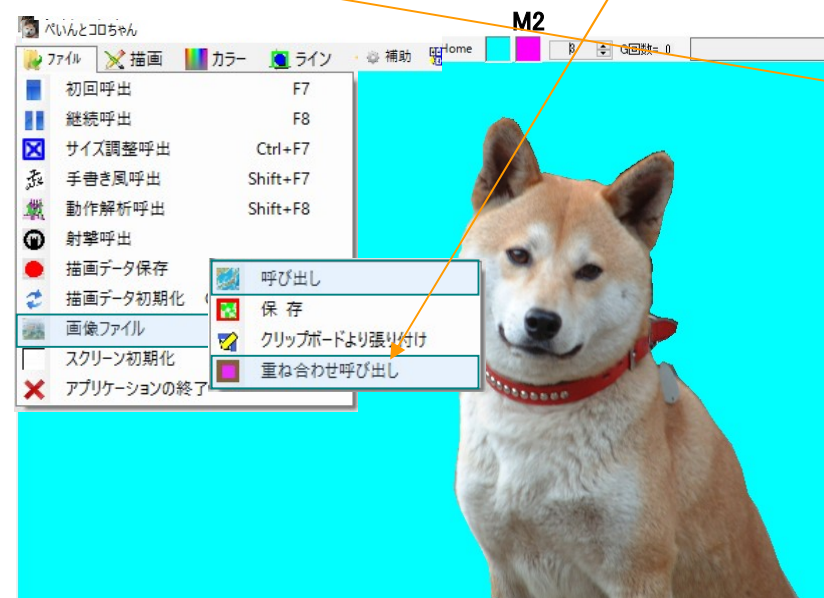 M2
ぺいんとコロちゃん
ファイル 描画 カラー ライン 補助 Home β G回数= 0
初回呼出 F7
継続呼出 F8
サイズ調整呼出 Ctrl+F7
手書き風呼出 Shift+F7
動作解析呼出 Shift+F8
射撃呼出
描画データ保存
描画データ初期化
画像ファイル
スクリーン初期化
アプリケーションの終了
呼び出し
保 存
クリップボードより張り付け
重ね合わせ呼び出し